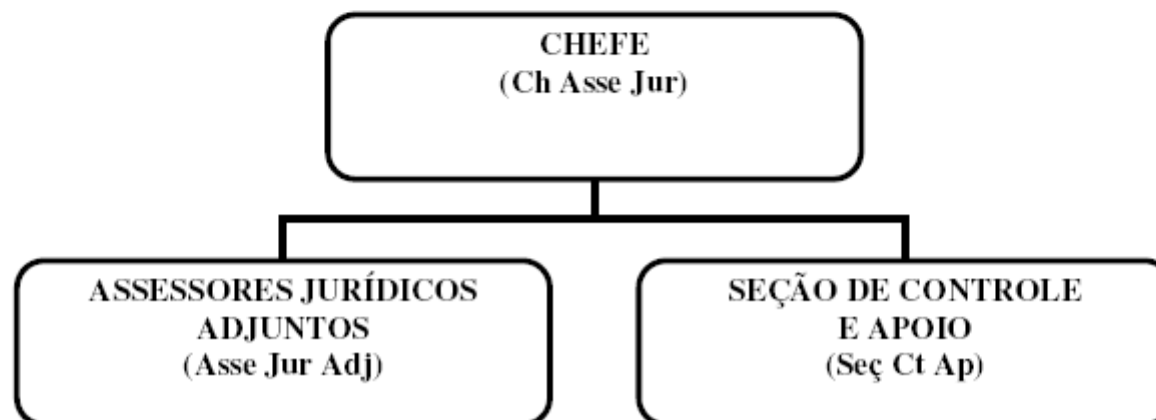 CHEFE
(Ch Asse Jur)
ASSESSORES JURÍDICOS
ADJUNTOS
(Asse Jur Adj)
SEÇÃO DE CONTROLE
E APOIO
(Seç Ct Ap)